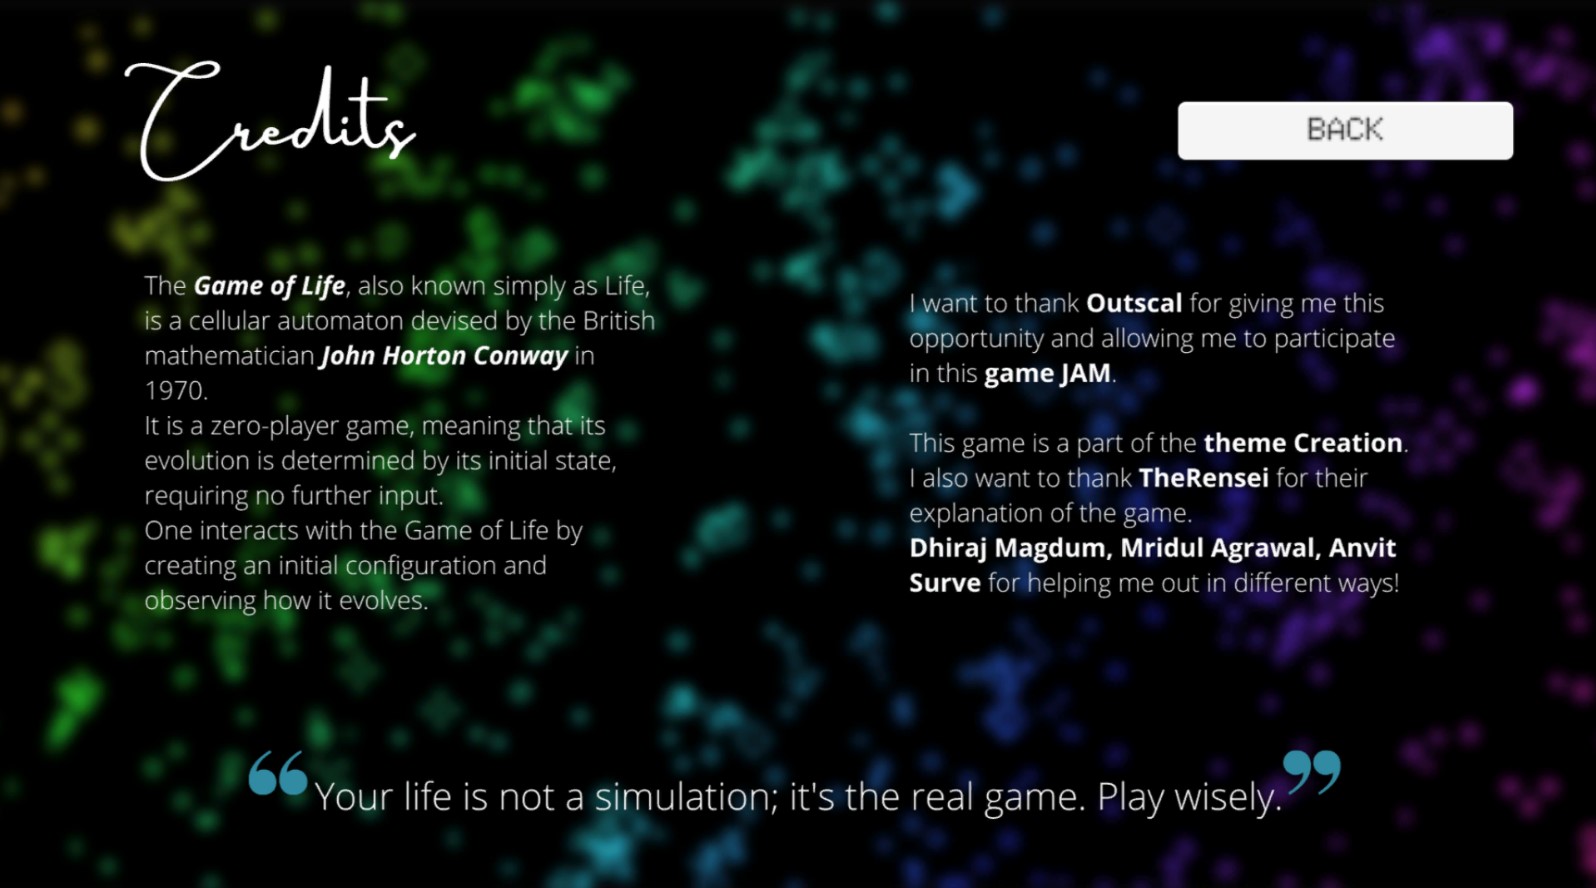 Credits
BACK
The Game of Life, also known simply as Life,
is a cellular automaton devised by the British
mathematician John Horton Conway in
1970.
It is a zero-player game, meaning that its
evolution is determined by its initial state,
requiring no further input.
One interacts with the Game of Life by
creating an initial configuration and
observing how it evolves.
I want to thank Outscal for giving me this
opportunity and allowing me to participate
in this game JAM.
This game is a part of the theme Creation.
I also want to thank TheRensei for their
explanation of the game.
Dhiraj Magdum, Mridul Agrawal, Anvit
Surve for helping me out in different ways!
“Your life is not a simulation; it's the real game. Play wisely.”